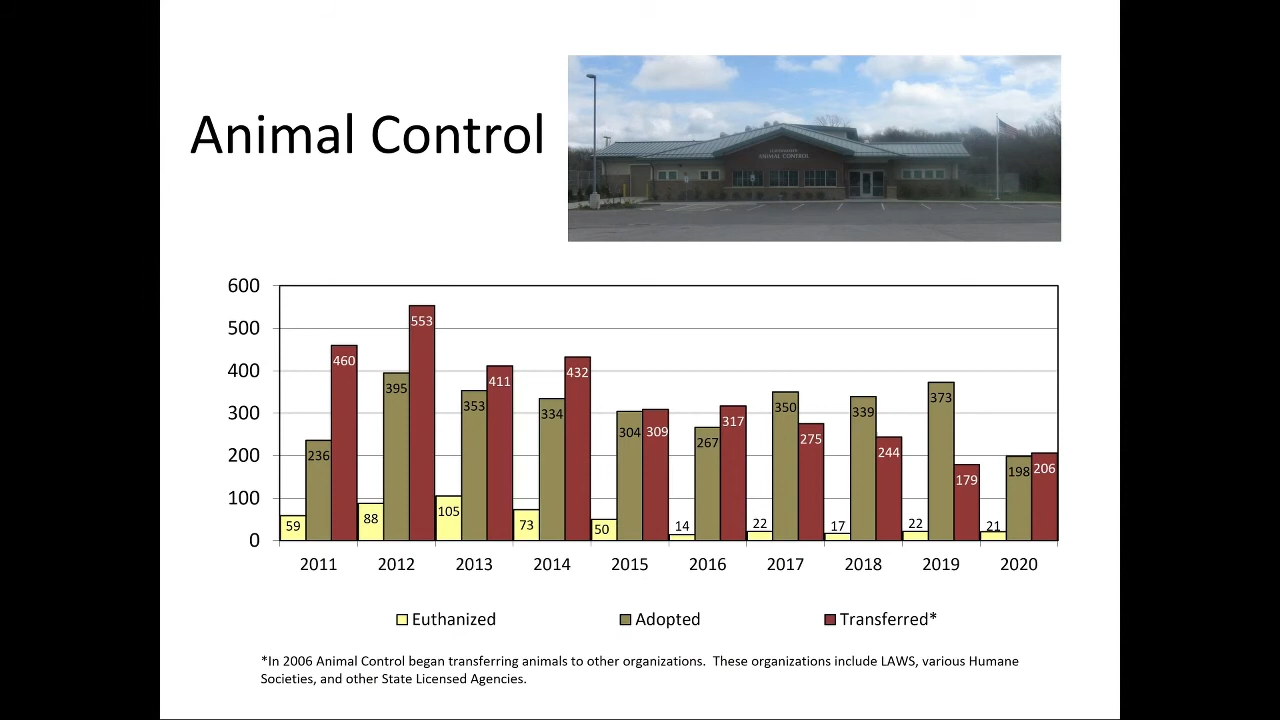 Animal Control
ANIMAL CONTROL
600
500
400
300
200
100
0
59 236 460
88 395 553
105 353 411
73 334 432
50 304 309
14 267 317
22 350 275
17 339 244
22 373 179
21 198 206
2011 2012 2013 2014 2015 2016 2017 2018 2019 2020
Euthanized Adopted Transferred*
*In 2006 Animal Control began transferring animals to other organizations.  These organizations include LAWS, various Humane
Societies, and other State Licensed Agencies.